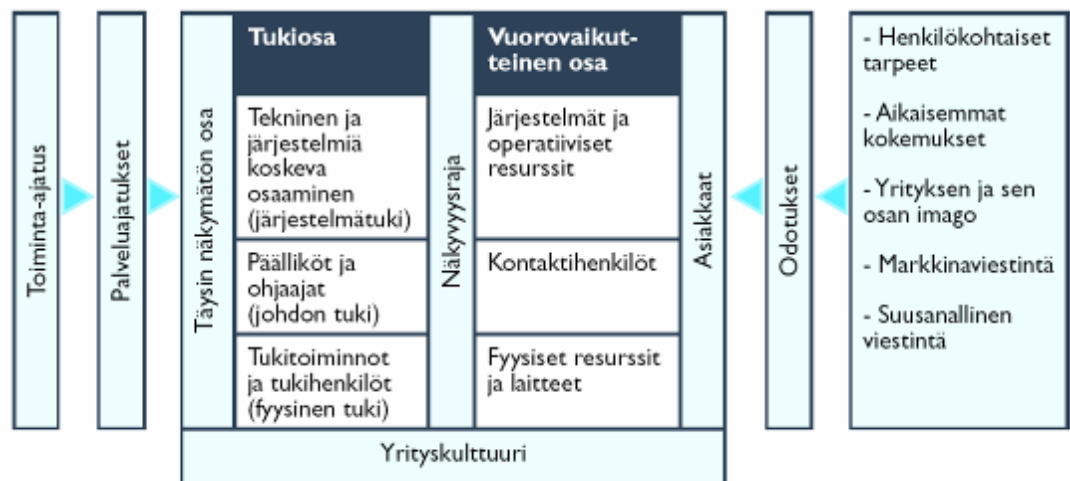 Toiminta-ajatus
Palveluajatukset
Täysin näkymätön osa
Tukiosa
Tekninen ja
järjestelmiä
koskeva
osaaminen
(järjestelmätuki)
Päälliköt ja
ohjaajat
(johdon tuki)
Tukitoiminnot
ja tukihenkilöt
(fyysinen tuki)
Näkyvyysraja
Vuorovaikut-
teinen osa
Järjestelmät ja
operatiiviset
resurssit
Kontaktihenkilöt
Fyysiset resurssit
ja laitteet
Asiakkaat
Yrityskulttuuri
Odotukset
- Henkilökohtaiset
tarpeet
- Aikaisemmat
kokemukset
- Yrityksen ja sen
osan imago
- Markkinaviestintä
- Suusanallinen
viestintä